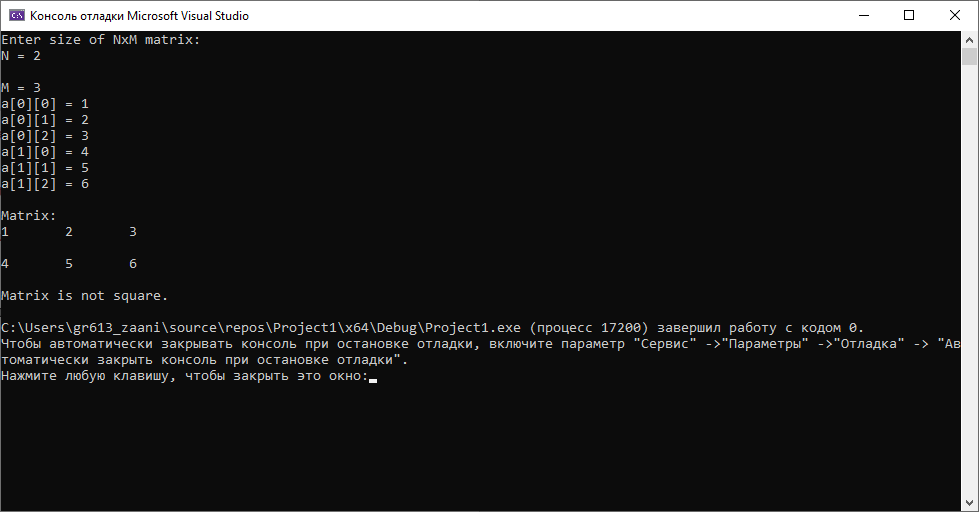 Консоль отладки Microsoft Visual Studio
Enter size of NxM matrix:
N = 2
M = 3
a[0][0] = 1
a[0][1] = 2
a[0][2] = 3
a[1][0] = 4
a[1][1] = 5
a[1][2] = 6
Matrix:
1 2 3
4 5 6
Matrix is not square.
C:\Users\gr613_zaani\source\repos\Project1\x64\Debug\Project1.exe (процесс 17200) завершил работу с кодом 0.
Чтобы автоматически закрывать консоль при остановке отладки, включите параметр "Сервис" ->"Параметры" ->"Отладка" -> "Ав
томатически закрыть консоль при остановке отладки".
Нажмите любую клавишу, чтобы закрыть это окно: